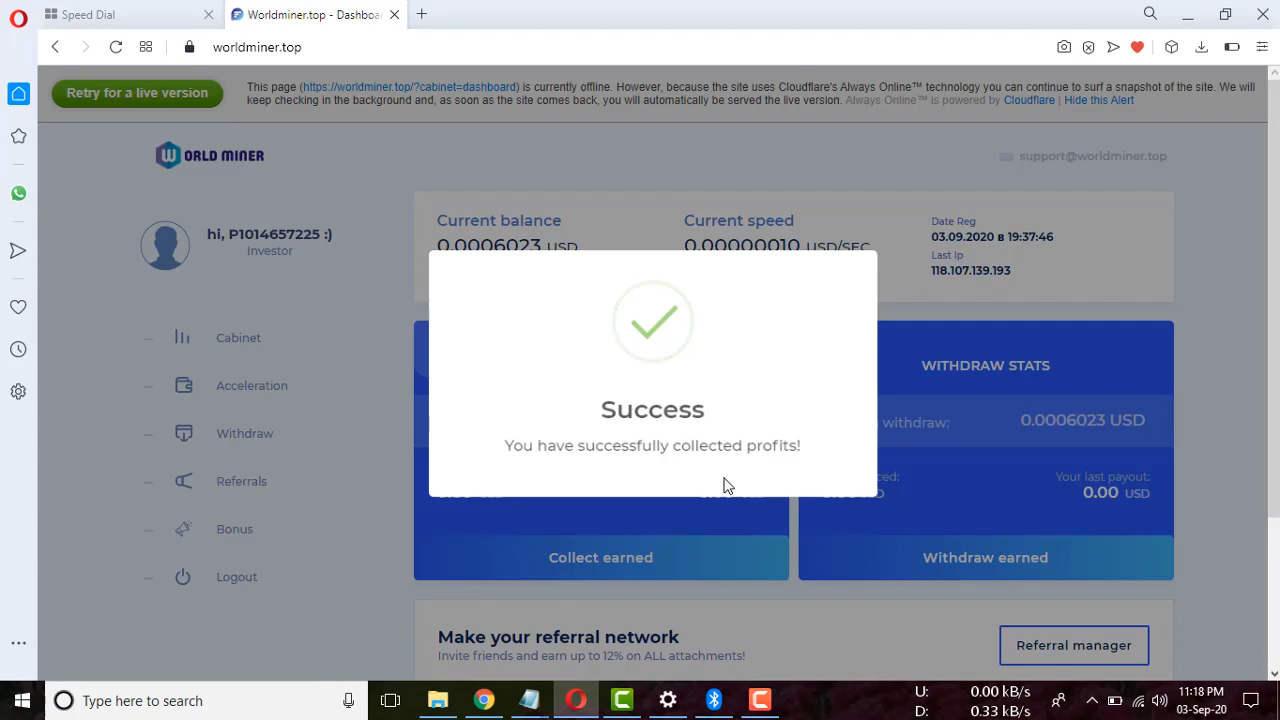 Speed Dial
Worldminer.top - Dashboa
worldminer.top
Retry for a live version
This page (https://worldminer.top/?cabinet=dashboard) is currently offline. However, because the site uses Cloudflare's Always Online™ technology you can continue to surf a snapshot of the site. We will
keep checking in the background and, as soon as the site comes back, you will automatically be served the live version. Always Online™ is powered by Cloudflare | Hide this Alert
WORLD MINER
support@worldminer.top
hi, P1014657225 :)
Investor
Cabinet
Acceleration
Withdraw
Referrals
Bonus
Logout
Current balance
0.0006023 USD
Current speed
0.00000010 USD/SEC
Date Reg
03.09.2020 в 19:37:46
Last Ip
118.107.139.193
Success
You have successfully collected profits!
Collect earned
WITHDRAW STATS
withdraw:
0.0006023 USD
Your last payout:
0.00 USD
Withdraw earned
Make your referral network
Invite friends and earn up to 12% on ALL attachments!
Referral manager
Type here to search
U: 0.00 kB/s
D: 0.33 kB/s
11:18 PM
03-Sep-20